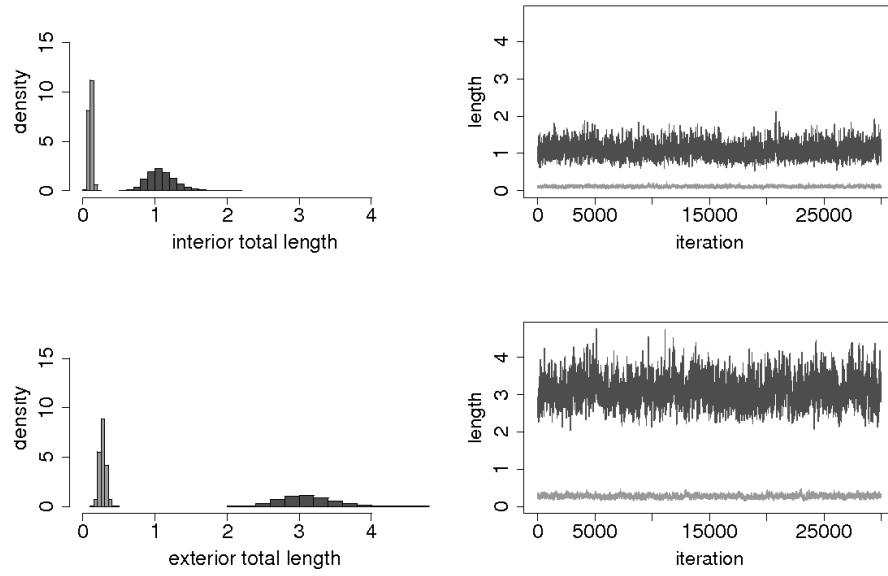 density
15
10
5
0
0 1 2 3 4
interior total length
length
4
3
2
1
0
0 5000 15000 25000
iteration
density
15
10
5
0
0 1 2 3 4
exterior total length
length
4
3
2
1
0
0 5000 15000 25000
iteration